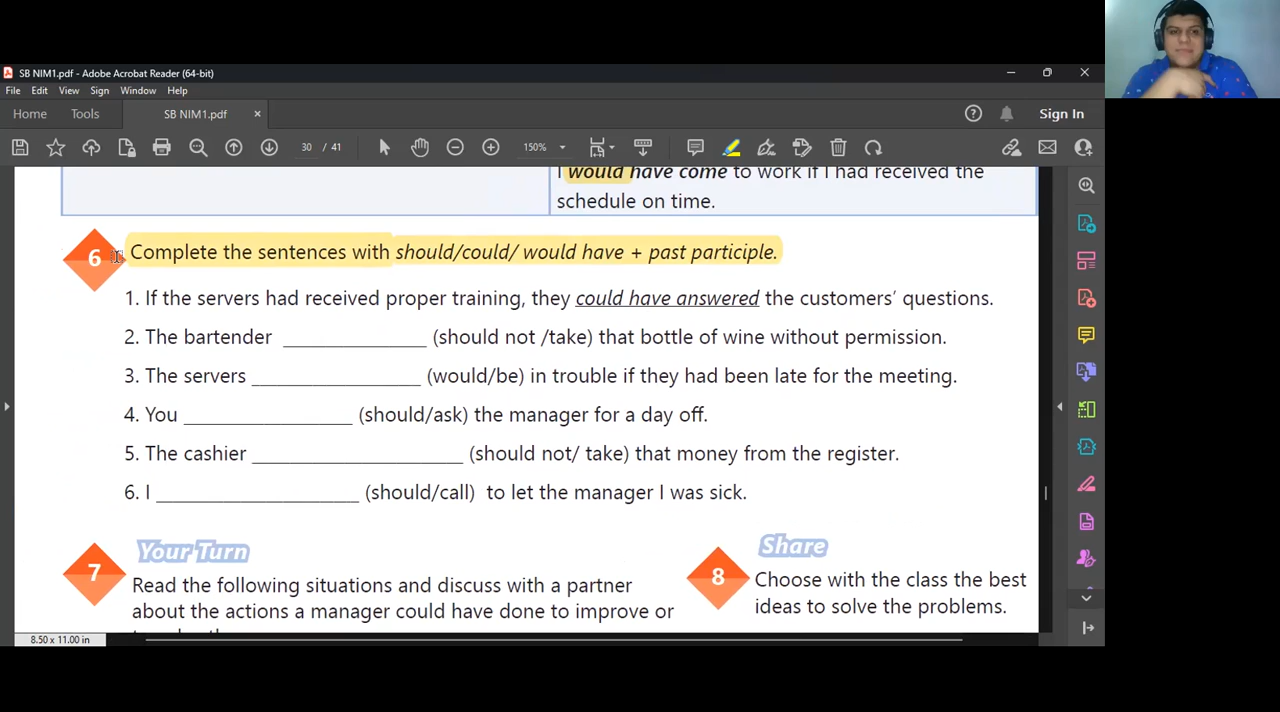 SB NIM1.pdf - Adobe Acrobat Reader (64-bit)
File Edit View Sign Window Help
Home Tools SB NIM1.pdf × Sign In
30 / 41 150%
I would have come to work if I had received the
schedule on time.
6 Complete the sentences with should/could/ would have + past participle.
1. If the servers had received proper training, they could have answered the customers’ questions.
2. The bartender _______________ (should not /take) that bottle of wine without permission.
3. The servers __________________ (would/be) in trouble if they had been late for the meeting.
4. You __________________ (should/ask) the manager for a day off.
5. The cashier ______________________ (should not/ take) that money from the register.
6. I _____________________ (should/call) to let the manager I was sick.
7 Your Turn
Read the following situations and discuss with a partner
about the actions a manager could have done to improve or
8 Share
Choose with the class the best
ideas to solve the problems.
8.50 x 11.00 in